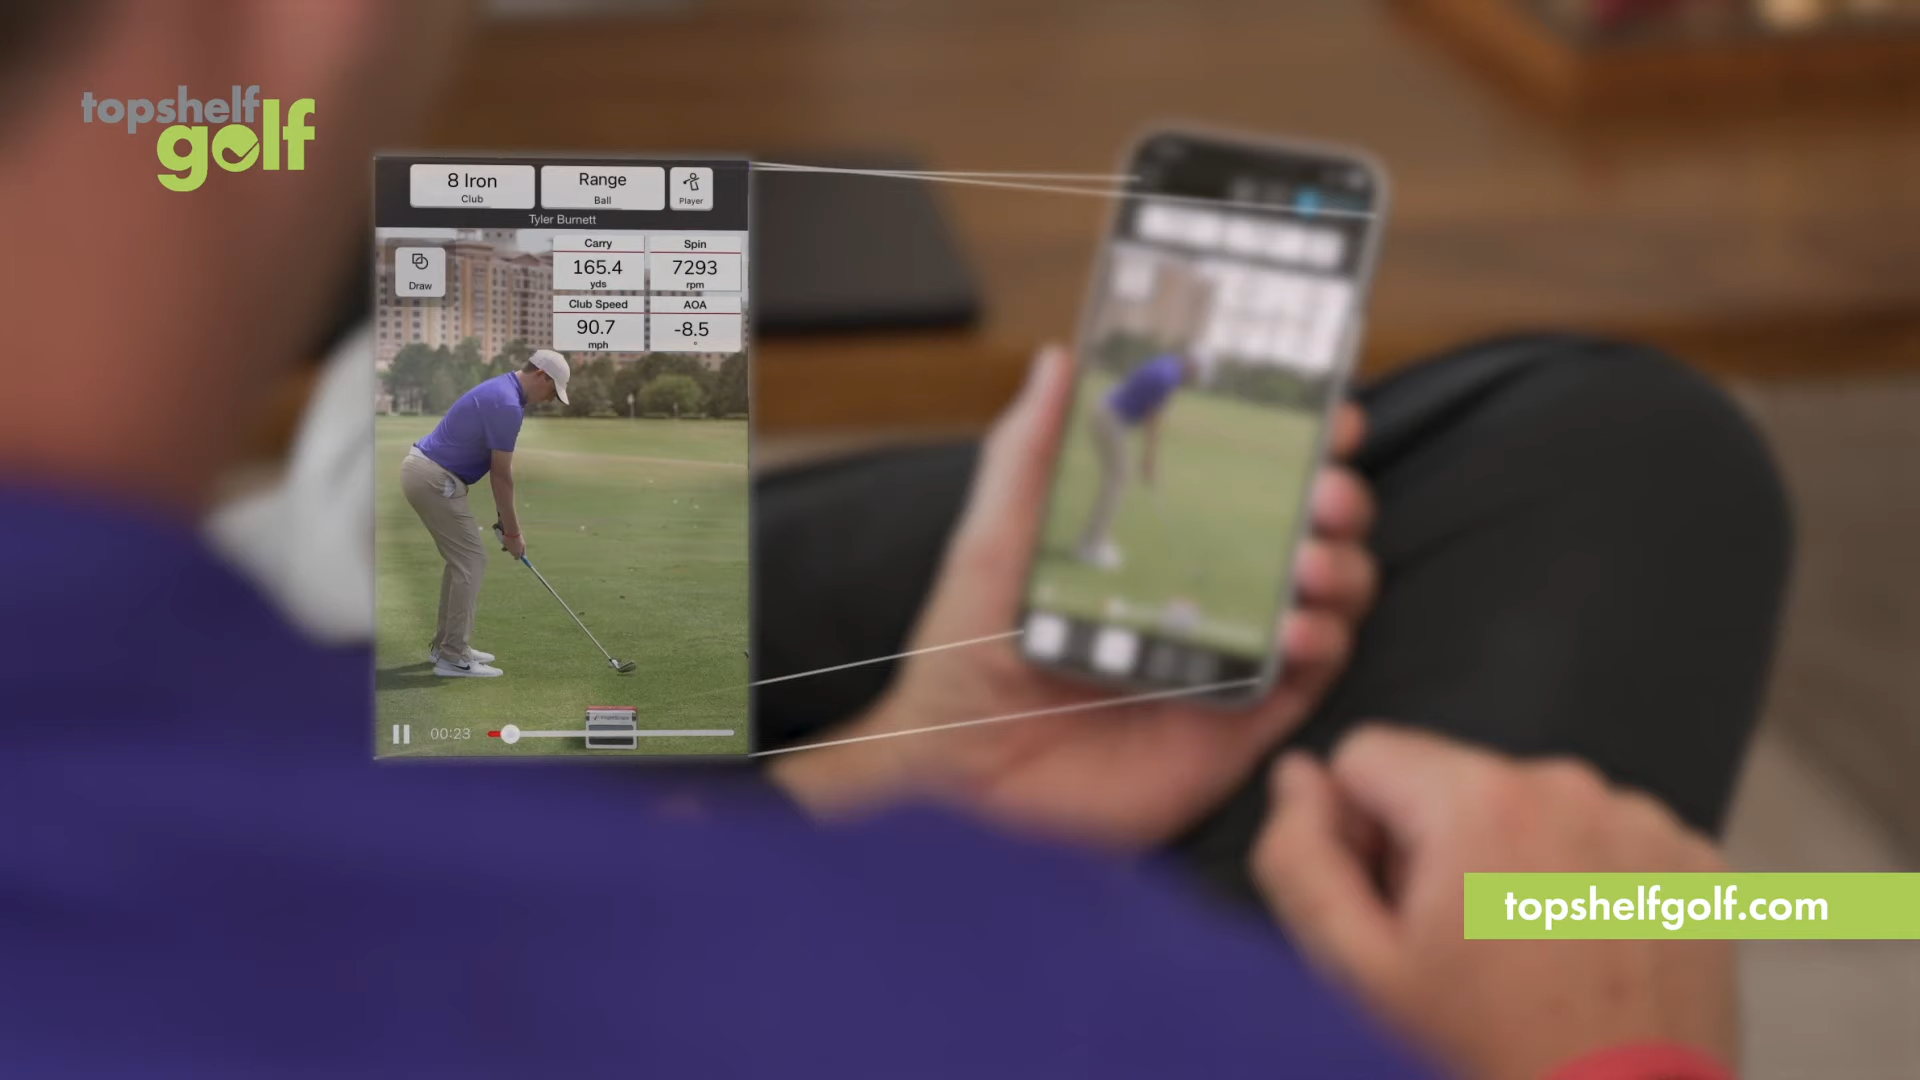 topshelf
golf
8 Iron
Club
Range
Ball
Player
Tyler Burnett
Draw
Carry
165.4
yds
Spin
7293
rpm
Club Speed
90.7
mph
AOA
-8.5
°
00:23
topshelfgolf.com